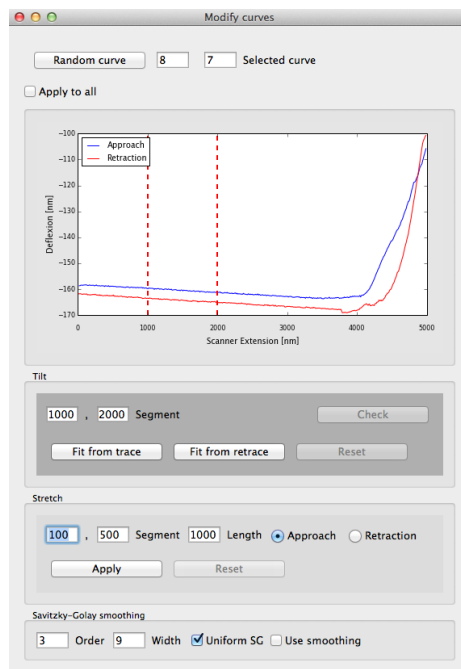 Modify curves
Random curve 8 7 Selected curve
Apply to all
Approach
Retraction
-100
-110
-120
-130
-140
-150
-160
-170
Deflexion [nm]
0 1000 2000 3000 4000 5000
Scanner Extension [nm]
Tilt
1000 , 2000 Segment Check
Fit from trace Fit from retrace Reset
Stretch
100 , 500 Segment 1000 Length Approach Retraction
Apply Reset
Savitzky-Golay smoothing
3 Order 9 Width Uniform SG Use smoothing